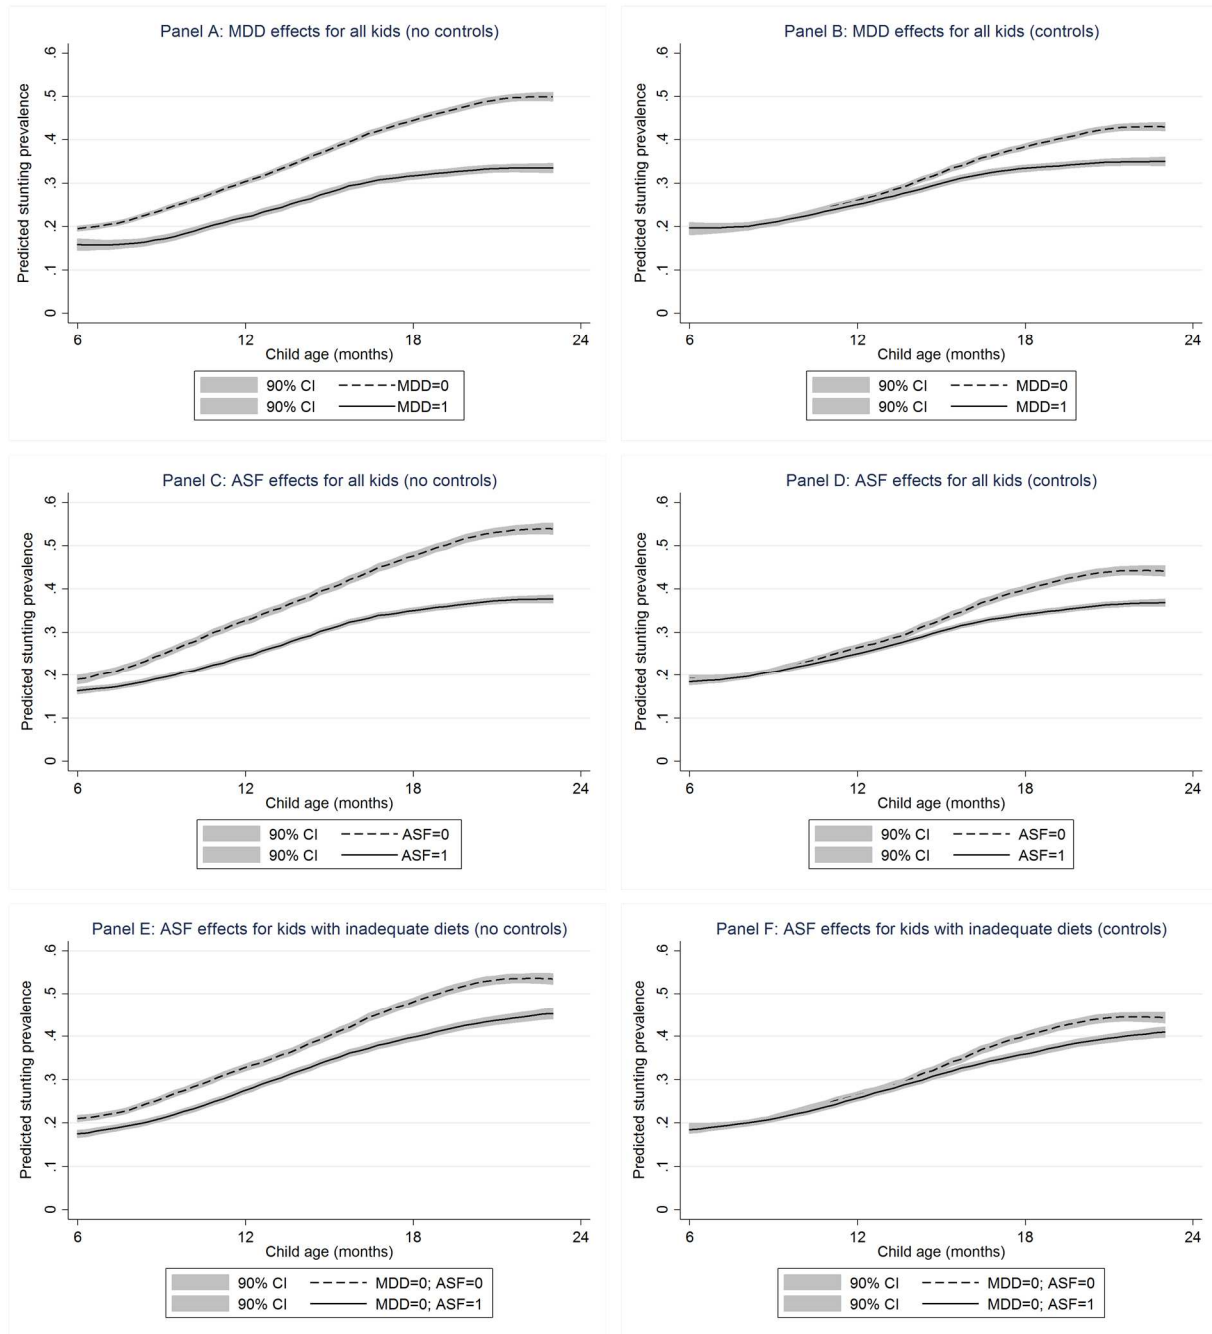 Panel A: MDD effects for all kids (no controls)
Predicted stunting prevalence
.6
.5
.4
.3
.2
.1
0
6 12 18 24
Child age (months)
90% CI MDD=0
90% CI MDD=1
Panel B: MDD effects for all kids (controls)
Predicted stunting prevalence
.6
.5
.4
.3
.2
.1
0
6 12 18 24
Child age (months)
90% CI MDD=0
90% CI MDD=1
Panel C: ASF effects for all kids (no controls)
Predicted stunting prevalence
.6
.5
.4
.3
.2
.1
0
6 12 18 24
Child age (months)
90% CI ASF=0
90% CI ASF=1
Panel D: ASF effects for all kids (controls)
Predicted stunting prevalence
.6
.5
.4
.3
.2
.1
0
6 12 18 24
Child age (months)
90% CI ASF=0
90% CI ASF=1
Panel E: ASF effects for kids with inadequate diets (no controls)
Predicted stunting prevalence
.6
.5
.4
.3
.2
.1
0
6 12 18 24
Child age (months)
90% CI MDD=0; ASF=0
90% CI MDD=0; ASF=1
Panel F: ASF effects for kids with inadequate diets (controls)
Predicted stunting prevalence
.6
.5
.4
.3
.2
.1
0
6 12 18 24
Child age (months)
90% CI MDD=0; ASF=0
90% CI MDD=0; ASF=1